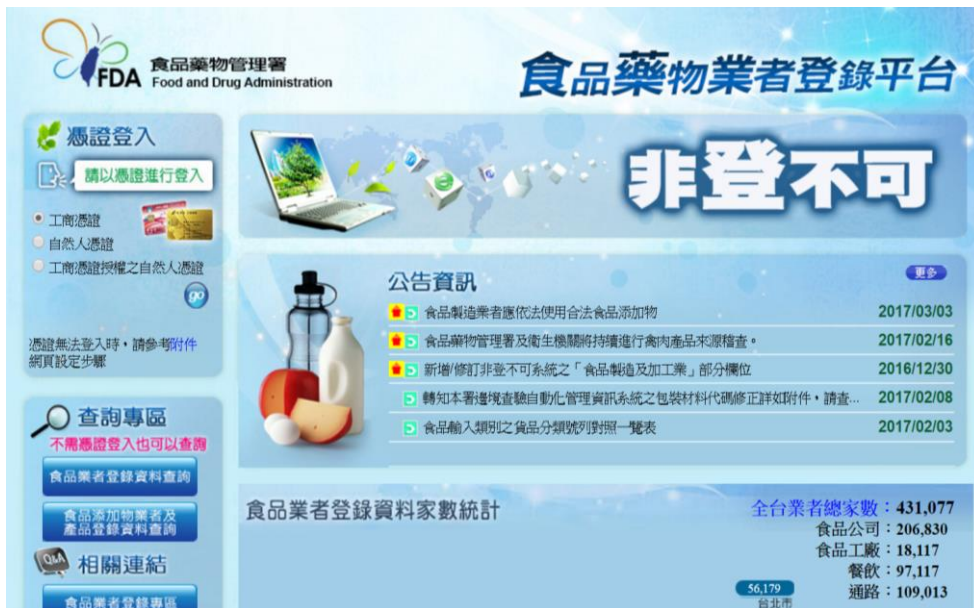 FDA
食品藥物管理署
Food and Drug Administration
食品藥物業者登錄平台
憑證登入
請以憑證進行登入
工商憑證
自然人憑證
工商憑證授權之自然人憑證
go
憑證無法登入時，請參考附件
網頁設定步驟
非登不可
公告資訊
更多
食品製造業者應依法使用合法食品添加物 2017/03/03
食品藥物管理署及衛生機關將持續進行禽肉產品來源稽查。 2017/02/16
新增/修訂非登不可系統之「食品製造及加工業」部分欄位 2016/12/30
轉知本署邊境查驗自動化管理資訊系統之包裝材料代碼修正詳如附件，請查... 2017/02/08
食品輸入類別之貨品分類號列對照一覽表 2017/02/03
查詢專區
不需憑證登入也可以查詢
食品業者登錄資料查詢
食品添加物業者及
產品登錄資料查詢
Q&A
相關連結
食品業者登錄專區
食品業者登錄資料家數統計
全台業者總家數：431,077
食品公司：206,830
食品工廠：18,117
餐飲：97,117
通路：109,013
56,179
台北市